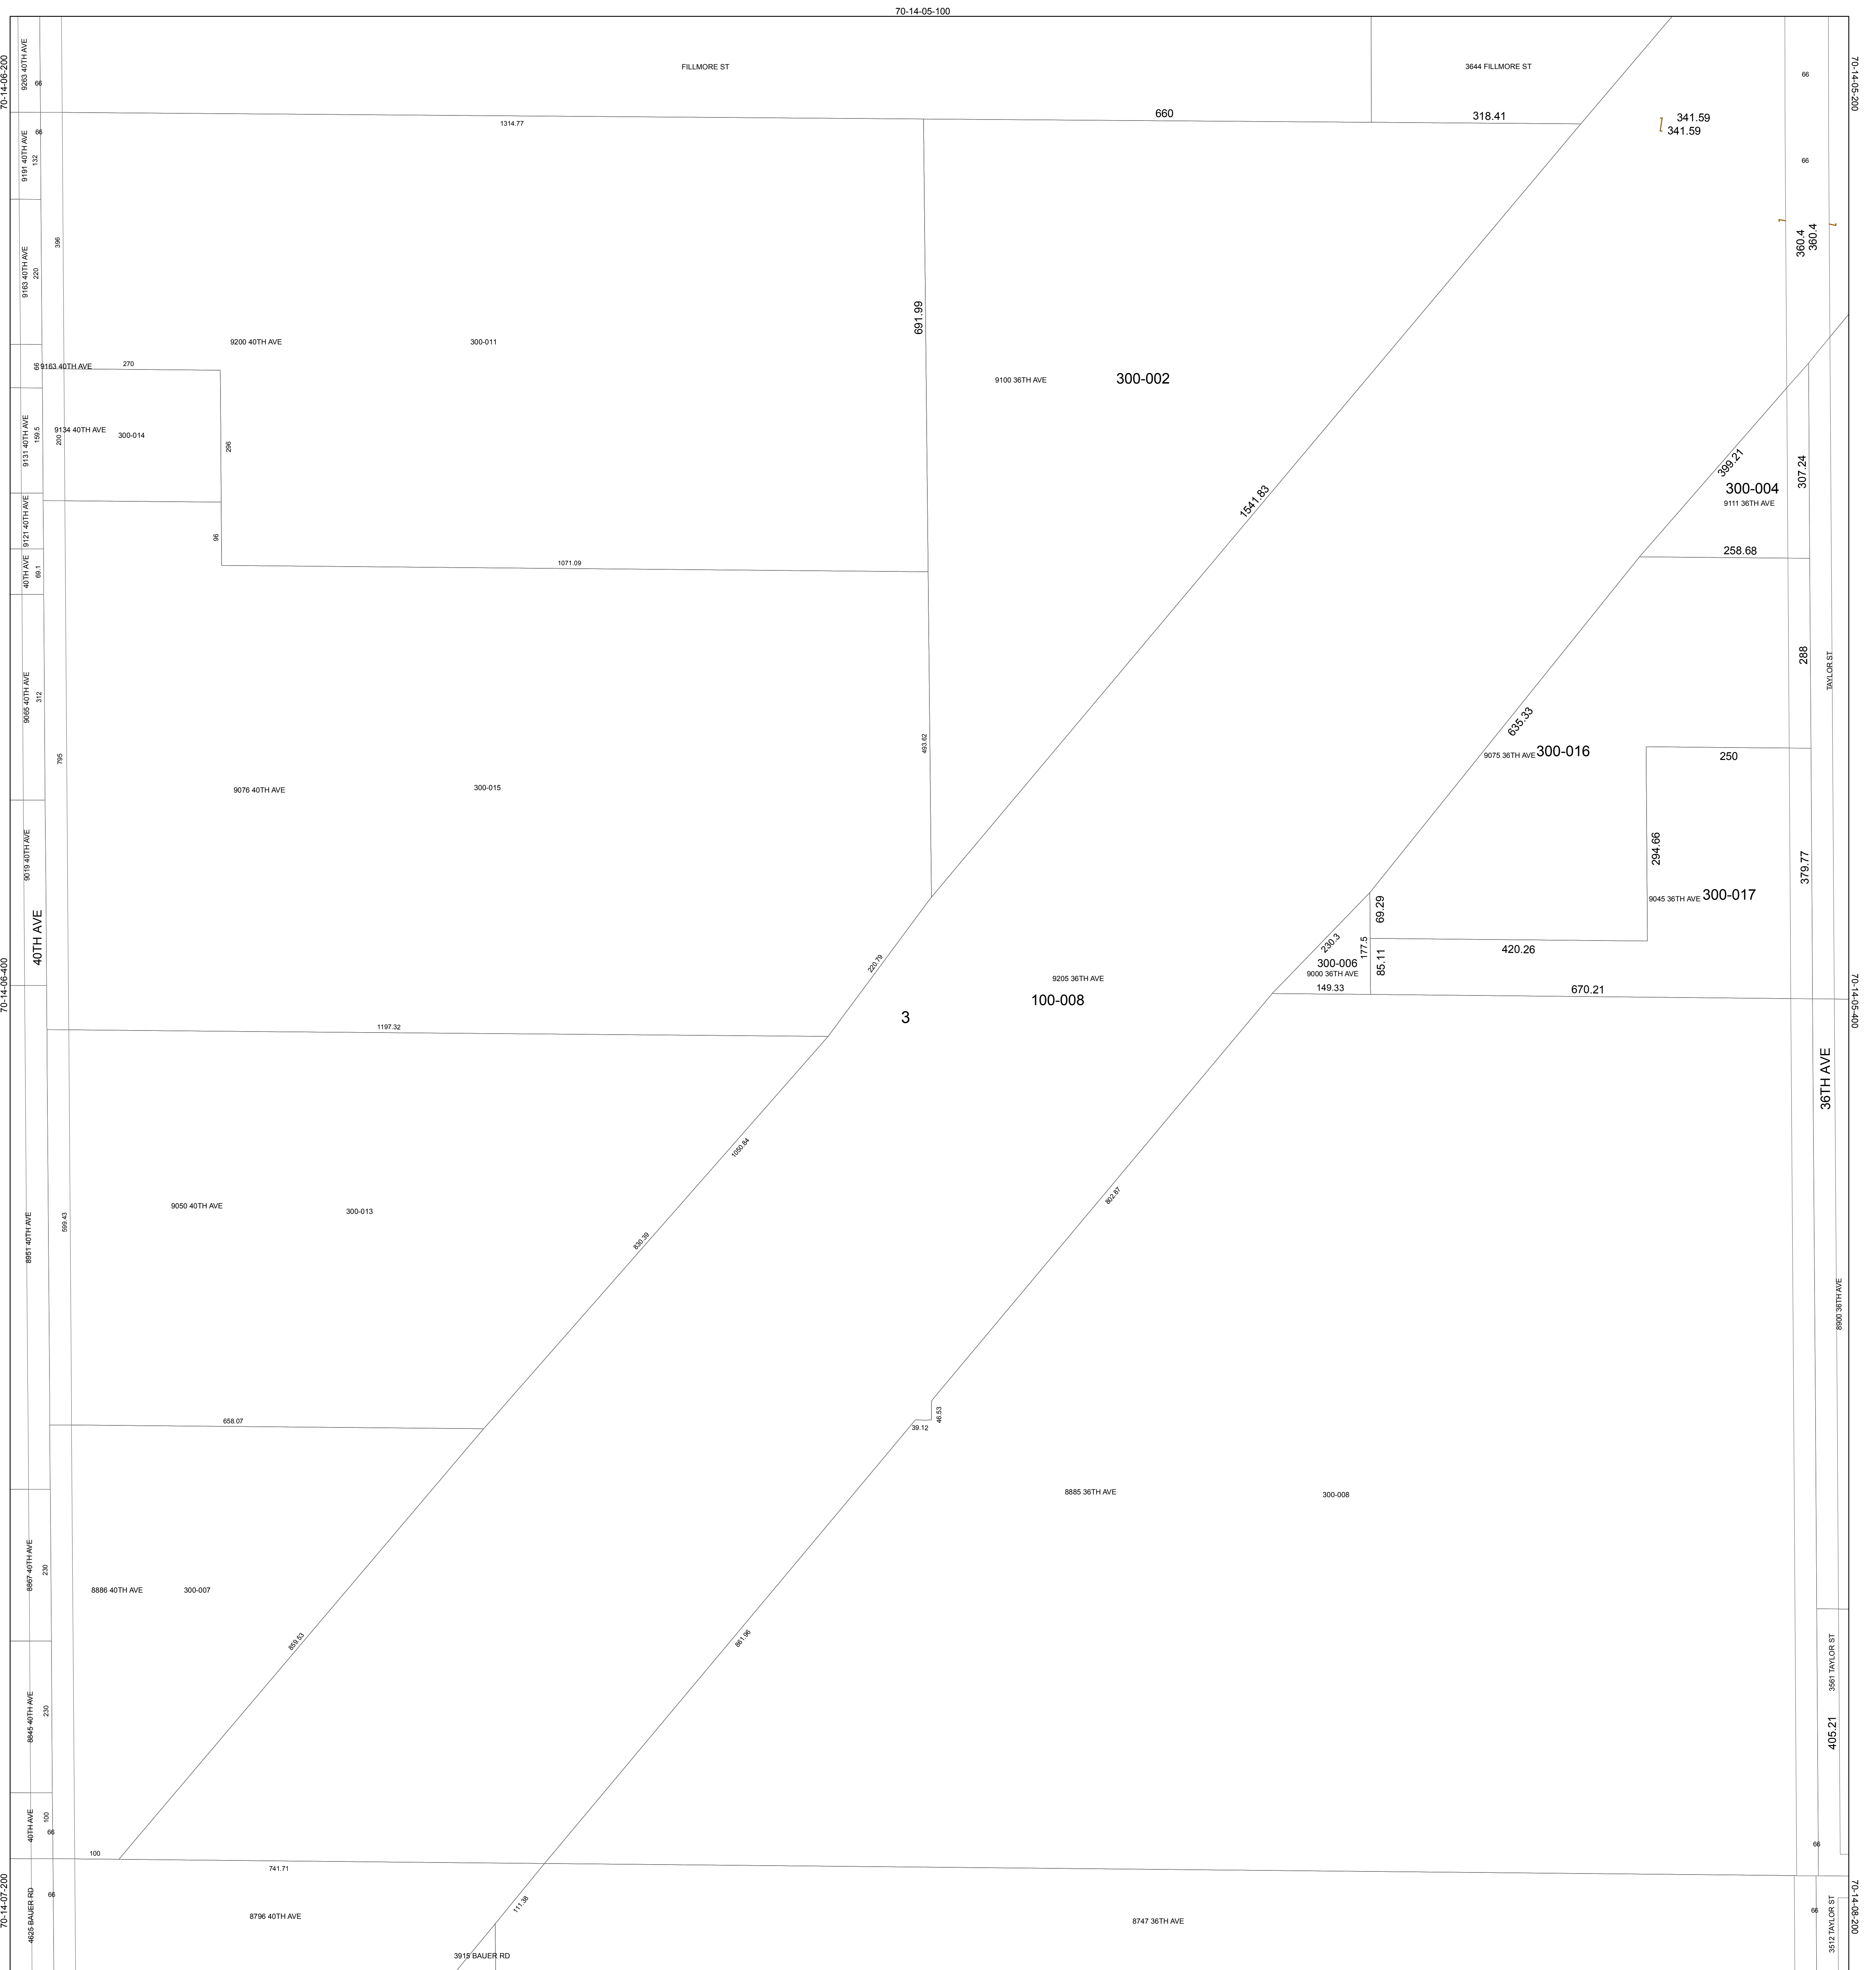 70-14-05-100
70-14-06-200
9263 40TH AVE
66
FILLMORE ST
3644 FILLMORE ST
66
70-14-05-200
1314.77
660
318.41
341.59
341.59
66
9191 40TH AVE
132
66
9163 40TH AVE
220
396
360.4
360.4
691.99
9200 40TH AVE
300-011
9100 36TH AVE
300-002
66
9163 40TH AVE
270
9131 40TH AVE
159.5
9134 40TH AVE
200
300-014
296
399.21
307.24
300-004
9111 36TH AVE
1541.83
9121 40TH AVE
96
258.68
40TH AVE
69.1
1071.09
9065 40TH AVE
312
288
TAYLOR ST
635.33
493.62
795
9076 40TH AVE
300-015
9075 36TH AVE
300-016
250
9019 40TH AVE
294.66
379.77
9045 36TH AVE
300-017
40TH AVE
69.29
230.3
177.5
420.26
220.79
300-006
85.11
9000 36TH AVE
149.33
670.21
70-14-06-400
9205 36TH AVE
100-008
3
70-14-05-400
1197.32
36TH AVE
1050.84
802.87
9050 40TH AVE
300-013
8951 40TH AVE
599.43
830.39
8900 36TH AVE
658.07
46.53
39.12
8885 36TH AVE
300-008
8867 40TH AVE
230
8886 40TH AVE
300-007
859.53
861.96
3561 TAYLOR ST
8845 40TH AVE
230
405.21
40TH AVE
100
66
66
100
741.71
70-14-07-200
4625 BAUER RD
66
8796 40TH AVE
111.38
8747 36TH AVE
3915 BAUER RD
66
3512 TAYLOR ST
70-14-08-200